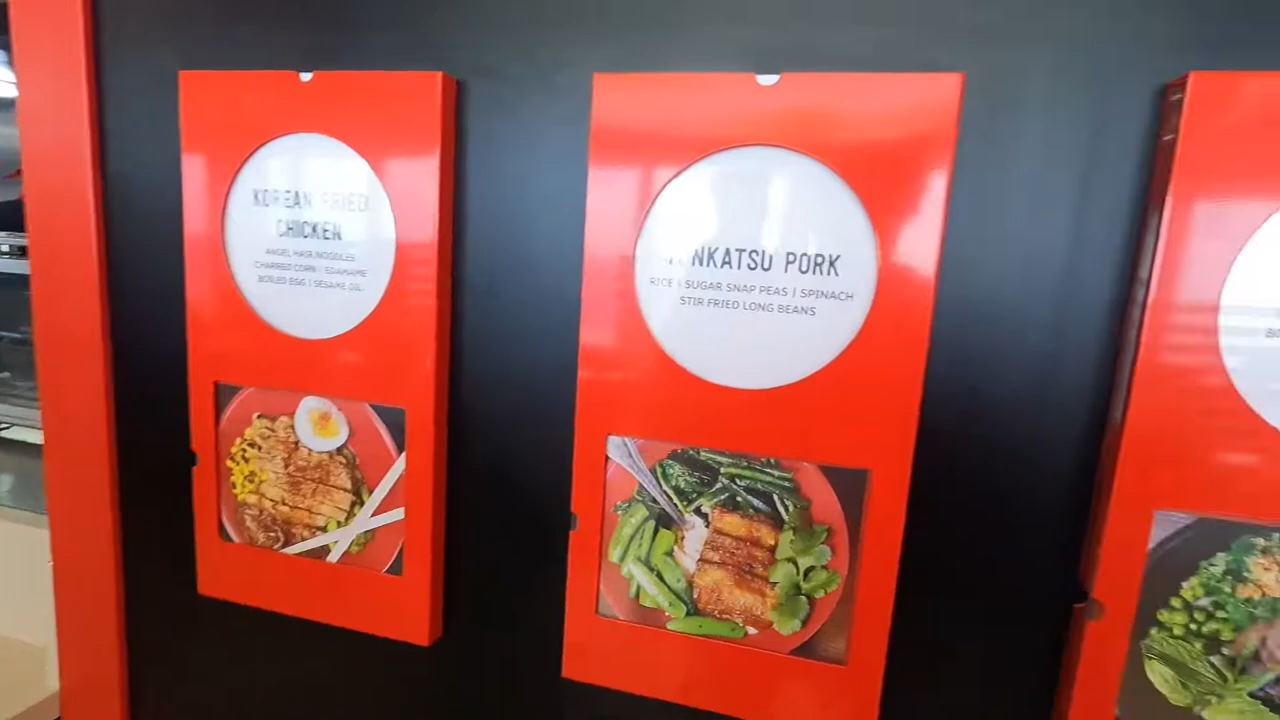 KOREAN FRIED
CHICKEN
ANGEL HAIR NOODLES
CHARRED CORN | EDAMAME
BOILED EGG | SESAME OIL
TONKATSU PORK
RICE | SUGAR SNAP PEAS | SPINACH
STIR FRIED LONG BEANS